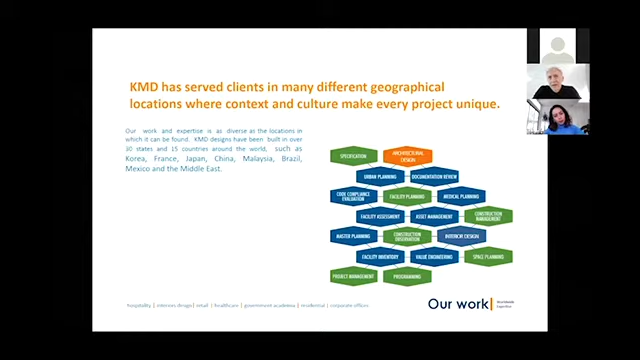 KMD has served clients in many different geographical
locations where context and culture make every project unique.
Our work and expertise is as diverse as the locations in
which it can be found. KMD designs have been built in over
30 states and 15 countries around the world, such as
Korea, France, Japan, China, Malaysia, Brazil,
Mexico and the Middle East.
SPECIFICATION
ARCHITECTURAL
DESIGN
URBAN PLANNING
DOCUMENTATION REVIEW
CODE COMPLIANCE
EVALUATION
FACILITY PLANNING
MEDICAL PLANNING
FACILITY ASSESSMENT
ASSET MANAGEMENT
CONSTRUCTION
MANAGEMENT
MASTER PLANNING
CONSTRUCTION
OBSERVATION
INTERIOR DESIGN
FACILITY INVENTORY
VALUE ENGINEERING
SPACE PLANNING
PROJECT MANAGEMENT
PROGRAMMING
hospitality | interiors design | retail | healthcare | government academia | residential | corporate offices
Our work
Worldwide
Expertise